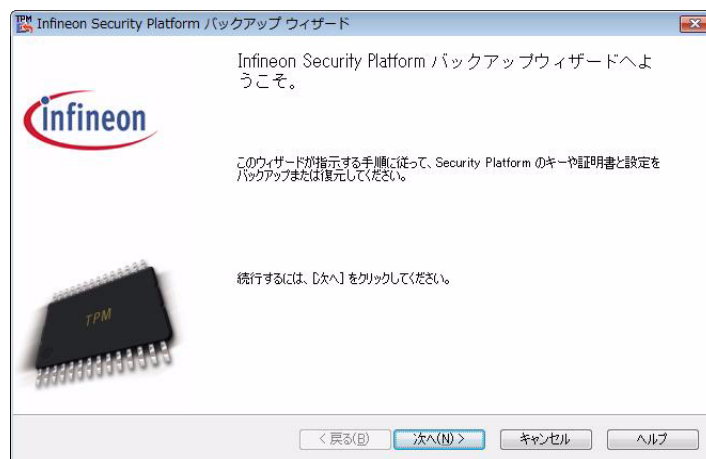 TPM
Infineon Security Platform バックアップ ウィザード
Infineon Security Platform バックアップウィザードへよ
うこそ。
infineon
このウィザードが指示する手順に従って、Security Platform のキーや証明書と設定を
バックアップまたは復元してください。
続行するには、[次へ] をクリックしてください。
TPM
< 戻る(B)
次へ(N) >
キャンセル
ヘルプ